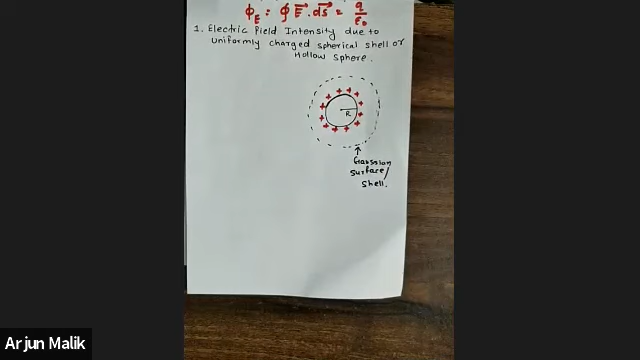 ϕE = ∮ E⃗ . ds⃗ = q/ε0
1. Electric Field Intensity due to
uniformly charged spherical shell or
Hollow sphere.
R
Gaussian
surface/
shell.
Arjun Malik